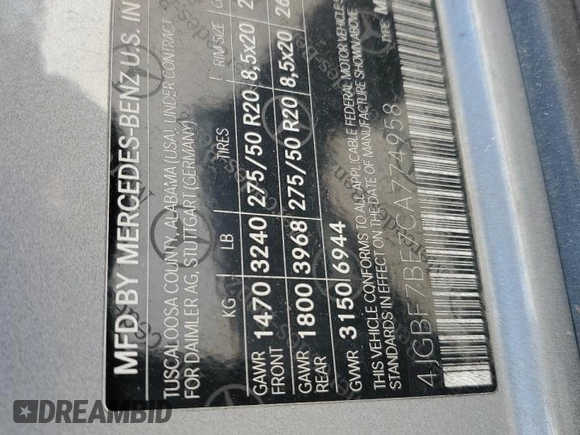 MFD BY MERCEDES-BENZ U.S. IN
TUSCALOOSA COUNTY, ALABAMA (USA), UNDER CONTRACT
FOR DAIMLER AG, STUTTGART (GERMANY)
KG LB TIRES RIM SIZE
GAWR FRONT 1470 3240 275/50 R20 8,5x20
GAWR REAR 1800 3968 275/50 R20 8,5x20
GVWR 3150 6944
THIS VEHICLE CONFORMS TO ALL APPLICABLE FEDERAL MOTOR VEHICLE
STANDARDS IN EFFECT ON THE DATE OF MANUFACTURE SHOWN ABOVE.
TYPE:
DREAMBID